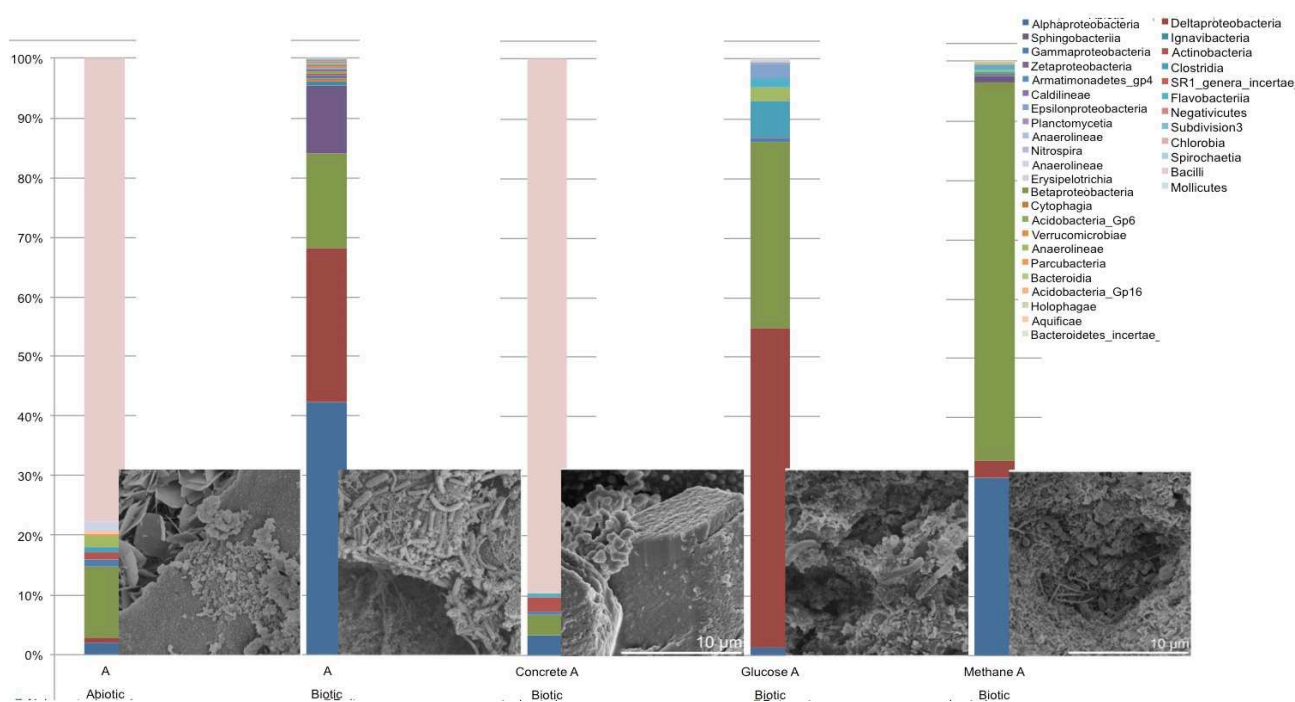 100%
90%
80%
70%
60%
50%
40%
30%
20%
10%
0%
A
Abiotic
A
Biotic
Concrete A
Biotic
Glucose A
Biotic
Methane A
Biotic
10 µm
10 µm
Alphaproteobacteria
Sphingobacteriia
Gammaproteobacteria
Zetaproteobacteria
Armatimonadetes_gp4
Caldilineae
Epsilonproteobacteria
Planctomycetia
Anaerolineae
Nitrospira
Anaerolineae
Erysipelotrichia
Betaproteobacteria
Cytophagia
Acidobacteria_Gp6
Verrucomicrobiae
Anaerolineae
Parcubacteria
Bacteroidia
Acidobacteria_Gp16
Holophagae
Aquificae
Bacteroidetes_incertae_
Deltaproteobacteria
Ignavibacteria
Actinobacteria
Clostridia
SR1_genera_incertae_
Flavobacteriia
Negativicutes
Subdivision3
Chlorobia
Spirochaetia
Bacilli
Mollicutes